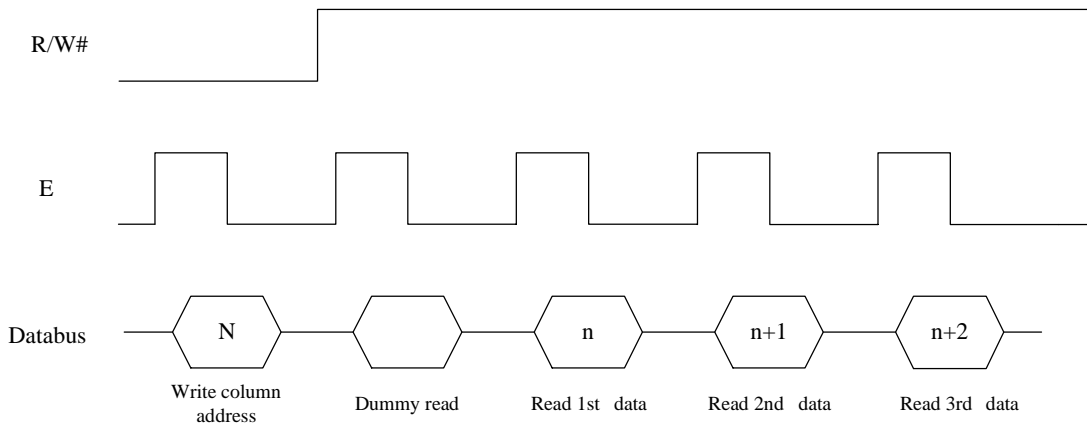 R/W#
E
Databus
N
n
n+1
n+2
Write column
address
Dummy read
Read 1st data
Read 2nd data
Read 3rd data